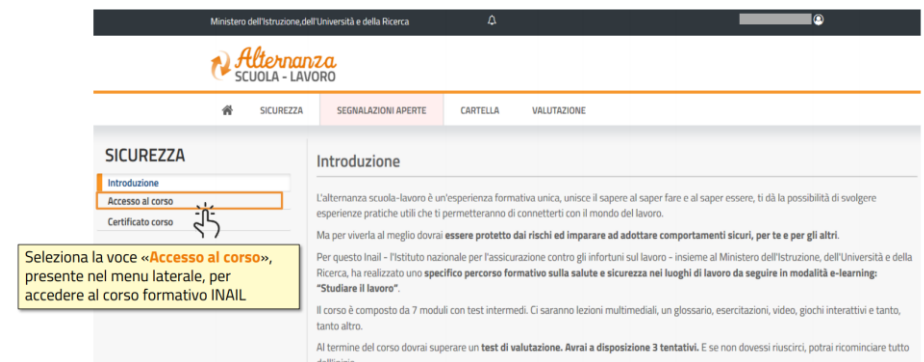 Ministero dell'Istruzione,dell'Università e della Ricerca
Alternanza
SCUOLA - LAVORO
SICUREZZA SEGNALAZIONI APERTE CARTELLA VALUTAZIONE
SICUREZZA
Introduzione
Accesso al corso
Certificato corso
Seleziona la voce «Accesso al corso»,
presente nel menu laterale, per
accedere al corso formativo INAIL
Introduzione
L'alternanza scuola-lavoro è un'esperienza formativa unica, unisce il sapere al saper fare e al saper essere, ti dà la possibilità di svolgere
esperienze pratiche utili che ti permetteranno di connetterti con il mondo del lavoro.
Ma per viverla al meglio dovrai essere protetto dai rischi ed imparare ad adottare comportamenti sicuri, per te e per gli altri.
Per questo Inail - l'Istituto nazionale per l'assicurazione contro gli infortuni sul lavoro - insieme al Ministero dell'Istruzione, dell'Università e della
Ricerca, ha realizzato uno specifico percorso formativo sulla salute e sicurezza nei luoghi di lavoro da seguire in modalità e-learning:
"Studiare il lavoro".
Il corso è composto da 7 moduli con test intermedi. Ci saranno lezioni multimediali, un glossario, esercitazioni, video, giochi interattivi e tanto,
tanto altro.
Al termine del corso dovrai superare un test di valutazione. Avrai a disposizione 3 tentativi. E se non dovessi riuscirci, potrai ricominciare tutto